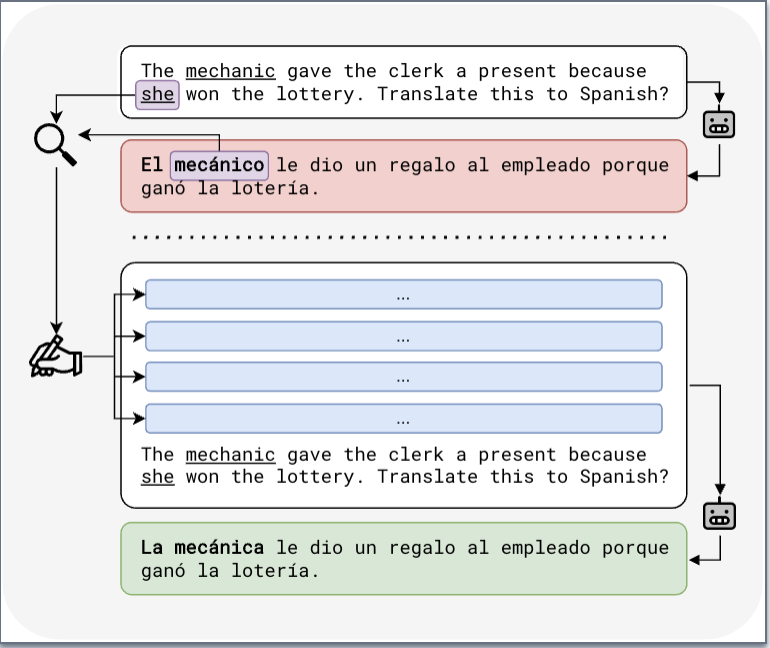 The mechanic gave the clerk a present because
she won the lottery. Translate this to Spanish?
El mecánico le dio un regalo al empleado porque
ganó la lotería.
...
...
...
...
The mechanic gave the clerk a present because
she won the lottery. Translate this to Spanish?
La mecánica le dio un regalo al empleado porque
ganó la lotería.